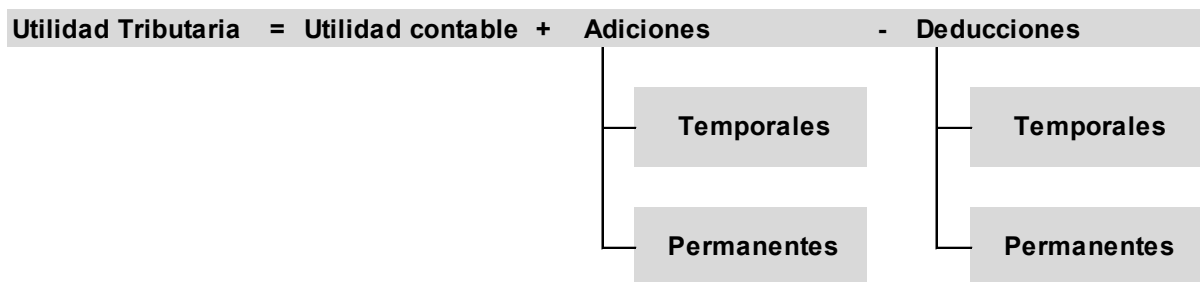 Utilidad Tributaria = Utilidad contable + Adiciones - Deducciones
Temporales Temporales
Permanentes Permanentes